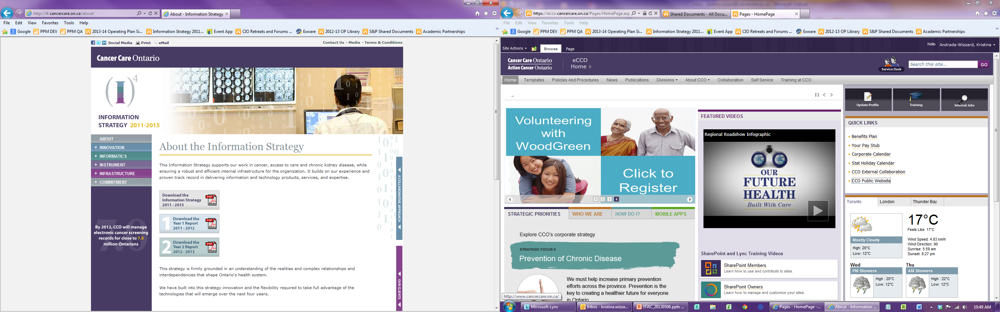 http://i4.cancercare.on.ca/about/
About - Information Strategy
File Edit View Favorites Tools Help
Google PPM DEV PPM QA 2013-14 Operating Plan Si... Information Strategy 2011... Event App CIO Retreats and Forums ... Exware 2012-13 OP Library S&P Shared Documents Academic Partnerships
Social Media Print eMail
Contact Us - Media - Terms & Conditions
Cancer Care Ontario
(I)4
INFORMATION
STRATEGY 2011-2015
ABOUT
+ INNOVATION
+ INFORMATICS
+ INSTRUMENT
+ INFRASTRUCTURE
+ COMMITMENT
7.0
By 2012, CCO will manage
electronic cancer screening
records for close to 7.0
million Ontarians
About the Information Strategy
This Information Strategy supports our work in cancer, access to care and chronic kidney disease, while
ensuring a robust and efficient internal infrastructure for the organization. It builds on our experience and
proven track record in delivering information and technology products, services, and expertise.
Download the
Information Strategy
2011 - 2015
PDF
Adobe
1
Download the
Year 1 Report
2011 - 2012
PDF
Adobe
2
Download the
Year 2 Report
2012 - 2013
PDF
Adobe
This strategy is firmly grounded in an understanding of the realities and complex relationships and
interdependencies that shape Ontario's health system.
We have built into this strategy innovation and the flexibility required to take full advantage of the
technologies that will emerge over the next four years.
A COLLABORATIVE APPROACH
OUR CLIENTS
https://ecco.cancercare.on.ca/Pages/HomePage.asp
Shared Documents - All Docu...
Pages - HomePage
File Edit View Favorites Tools Help
Google PPM DEV PPM QA 2013-14 Operating Plan Si... Information Strategy 2011... Event App CIO Retreats and Forums ... Exware 2012-13 OP Library S&P Shared Documents Academic Partnerships
Site Actions Browse Page
Hello Andrada-Wizzard, Kristina
Cancer Care Ontario
Action Cancer Ontario
eCCO
Home
Service Desk
Search this site...
GO
Home Templates Policies And Procedures News Publications Divisions About CCO Collaboration Self Service Training at CCO
Volunteering
with
WoodGreen
Click to
Register
1 2 3 4
STRATEGIC PRIORITIES WHO WE ARE HOW DO I? MOBILE APPS
Explore CCO's corporate strategy
STRATEGIC FOCUS II
Prevention of Chronic Disease
We must help increase primary prevention
efforts across the province. Prevention is the
key to creating a healthier future for everyone
in Ontario
http://www.cancercare.on.ca/
FEATURED VIDEOS
Regional Roadshow Infographic
OUR
FUTURE
HEALTH
Built With Care
SharePoint and Lync Training Videos
SharePoint Members
Learn how to use and contribute to sites.
SharePoint Owners
Learn how to manage and customize your sites.
Update Profile
Training
Internal Jobs
QUICK LINKS
Benefits Plan
Your Pay Stub
Corporate Calendar
Stat Holiday Calendar
CCO External Collaboration
CCO Public Website
Toronto London Thunder Bay
Mostly Cloudy
High: 20°C
Low: 12°C
17°C
Feels Like: 17°C
Wind Speed: 4.83 km/h
Wind Direction: 90
Sunrise: 5:59 am
Sunset: 8:27 pm
Wed
PM Showers
High : 20°C
Low: 12°C
Thu
AM Showers
High : 22°C
Low: 12°C
Microsoft Lync
Inbox - kristina.wizza...
ITAC_20130508.pptx ...
Pages - HomePage -...
About - Information ...
10:49 AM